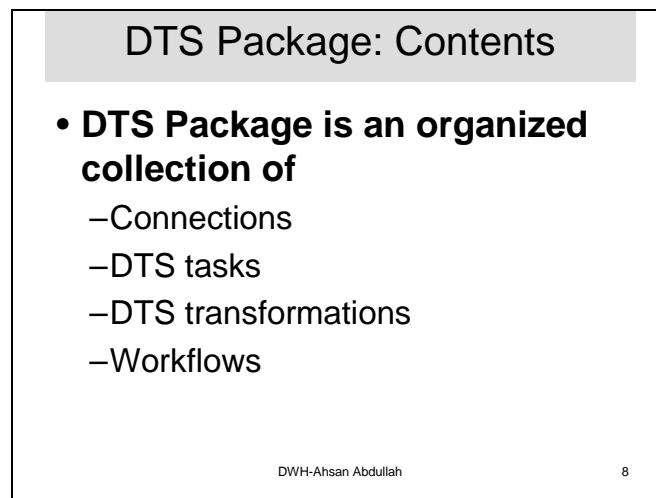 DTS Package: Contents
• DTS Package is an organized
collection of
–Connections
–DTS tasks
–DTS transformations
–Workflows
DWH-Ahsan Abdullah 8